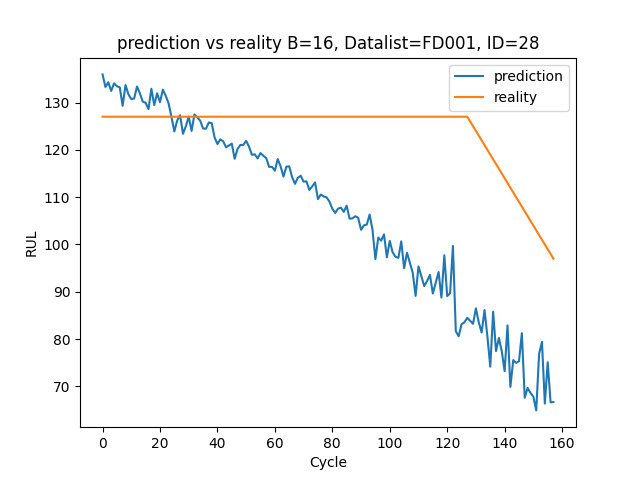 prediction vs reality B=16, Datalist=FD001, ID=28
prediction
reality
130
120
110
100
90
80
70
RUL
0 20 40 60 80 100 120 140 160
Cycle